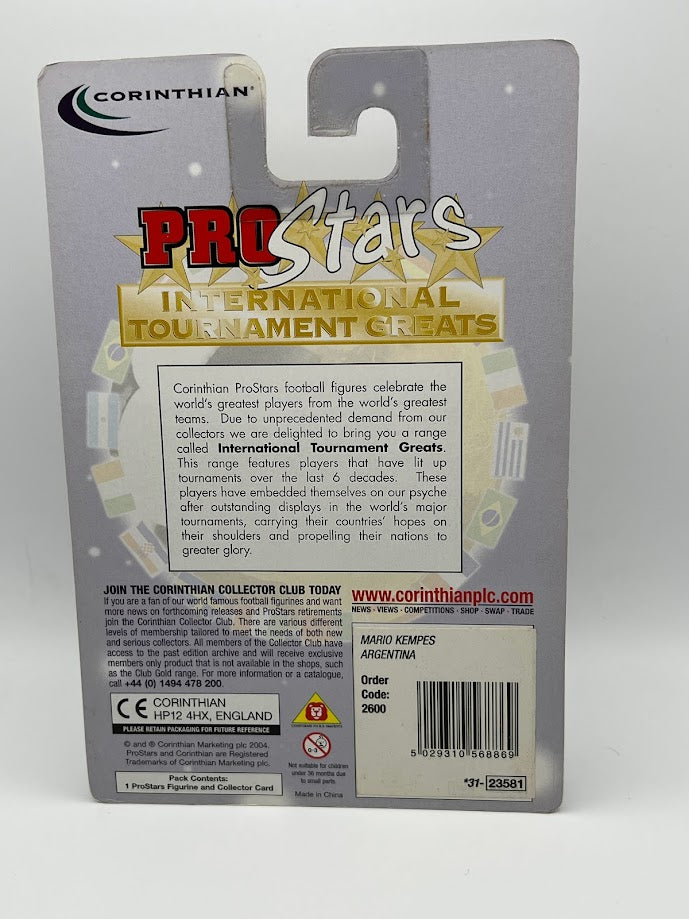 CORINTHIAN®
PROStars
INTERNATIONAL
TOURNAMENT GREATS
Corinthian ProStars football figures celebrate the
world's greatest players from the world's greatest
teams. Due to unprecedented demand from our
collectors we are delighted to bring you a range
called International Tournament Greats.
This range features players that have lit up
tournaments over the last 6 decades. These
players have embedded themselves on our psyche
after outstanding displays in the world's major
tournaments, carrying their countries' hopes on
their shoulders and propelling their nations to
greater glory.
JOIN THE CORINTHIAN COLLECTOR CLUB TODAY
If you are a fan of our world famous football figurines and want
more news on forthcoming releases and ProStars retirements
join the Corinthian Collector Club. There are various different
levels of membership tailored to meet the needs of both new
and serious collectors. All members of the Collector Club have
access to the past edition archive and will receive exclusive
members only product that is not available in the shops, such
as the Club Gold range. For more information or a catalogue,
call +44 (0) 1494 478 200.
CE CORINTHIAN
HP12 4HX, ENGLAND
PLEASE RETAIN PACKAGING FOR FUTURE REFERENCE
© and ® Corinthian Marketing plc 2004.
ProStars and Corinthian are Registered
Trademarks of Corinthian Marketing plc.
Pack Contents:
1 ProStars Figurine and Collector Card
0-3
Not suitable for children
under 36 months due
to small parts.
Made in China
www.corinthianplc.com
NEWS · VIEWS · COMPETITIONS · SHOP · SWAP · TRADE
MARIO KEMPES
ARGENTINA
Order
Code:
2600
5 029310 568869
*31- 23581